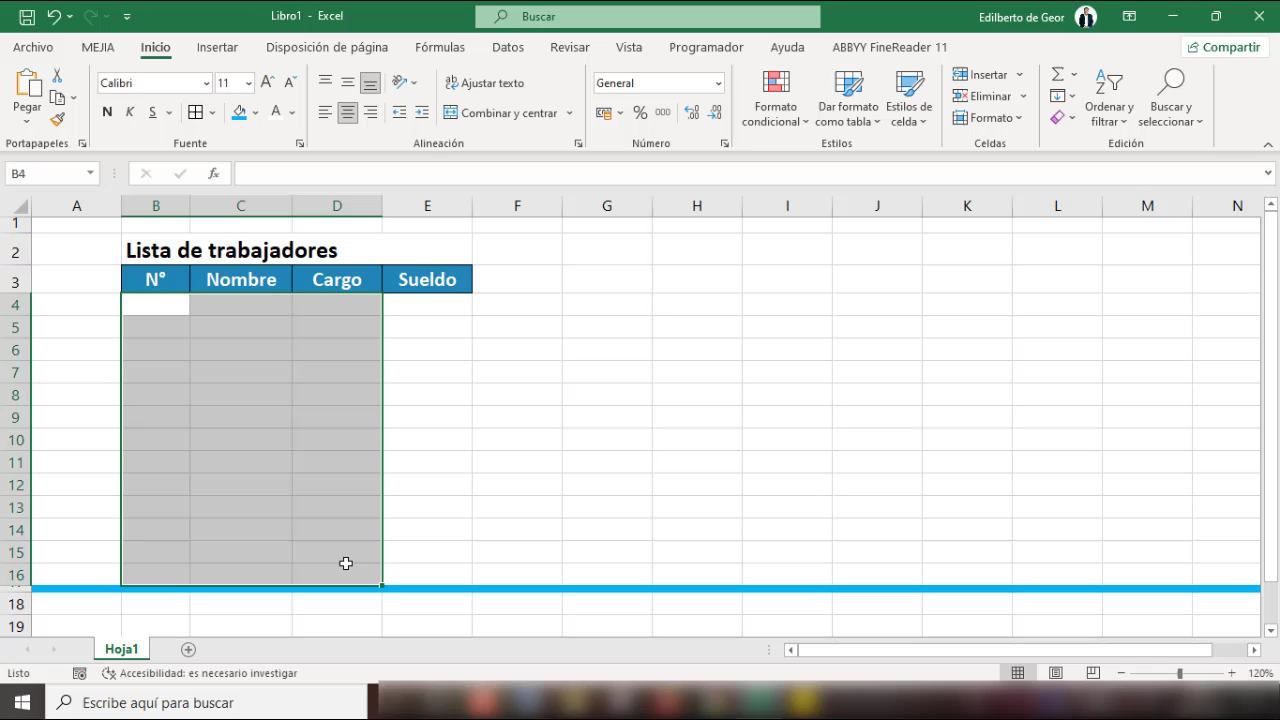 Libro1 - Excel
Buscar
Edilberto de Geor
Archivo MEJIA Inicio Insertar Disposición de página Fórmulas Datos Revisar Vista Programador Ayuda ABBYY FineReader 11 Compartir
Pegar
Portapapeles
Calibri 11
N K S A
Fuente
Ajustar texto
Combinar y centrar
Alineación
General
% 000
Número
Formato condicional
Dar formato como tabla
Estilos de celda
Estilos
Insertar
Eliminar
Formato
Celdas
Ordenar y filtrar
Buscar y seleccionar
Edición
B4 fx
A B C D E F G H I J K L M N
1
2 Lista de trabajadores
3 N° Nombre Cargo Sueldo
4
5
6
7
8
9
10
11
12
13
14
15
16
18
19
Hoja1
Listo Accesibilidad: es necesario investigar 120%
Escribe aquí para buscar